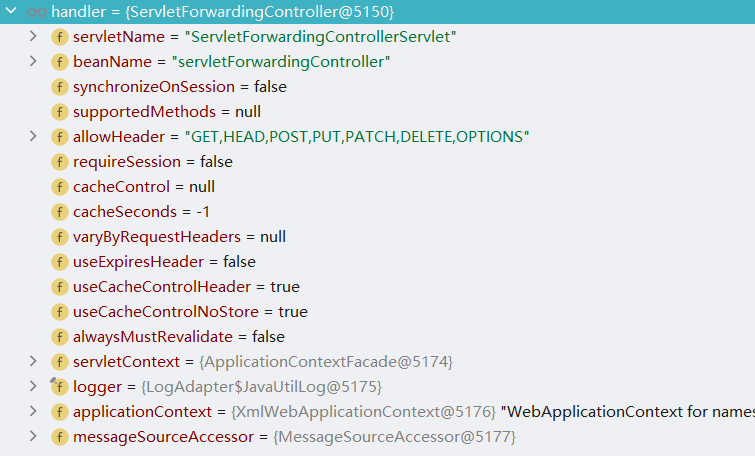 handler = {ServletForwardingController@5150}
f servletName = "ServletForwardingControllerServlet"
f beanName = "servletForwardingController"
f synchronizeOnSession = false
f supportedMethods = null
f allowHeader = "GET,HEAD,POST,PUT,PATCH,DELETE,OPTIONS"
f requireSession = false
f cacheControl = null
f cacheSeconds = -1
f varyByRequestHeaders = null
f useExpiresHeader = false
f useCacheControlHeader = true
f useCacheControlNoStore = true
f alwaysMustRevalidate = false
f servletContext = {ApplicationContextFacade@5174}
f logger = {LogAdapter$JavaUtilLog@5175}
f applicationContext = {XmlWebApplicationContext@5176} "WebApplicationContext for names
f messageSourceAccessor = {MessageSourceAccessor@5177}